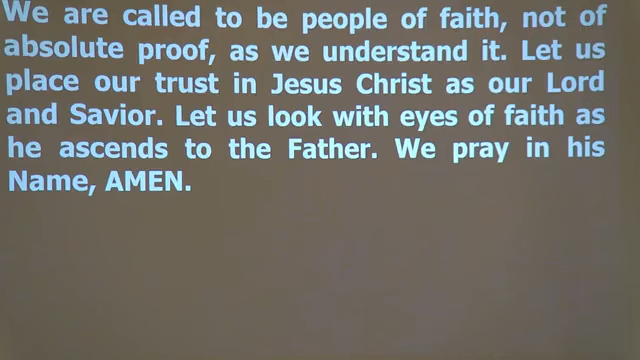 We are called to be people of faith, not of
absolute proof, as we understand it. Let us
place our trust in Jesus Christ as our Lord
and Savior. Let us look with eyes of faith as
he ascends to the Father. We pray in his
Name, AMEN.